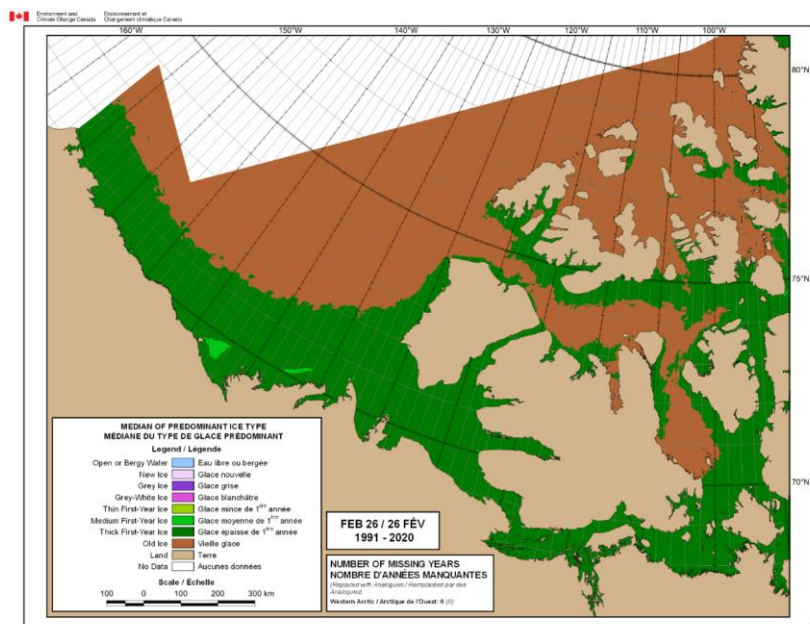 Environment and Environnement et
Climate Change Canada Changement climatique Canada
160°W 150°W 140°W 130°W 120°W 110°W 100°W
80°N
75°N
70°N
MEDIAN OF PREDOMINANT ICE TYPE
MÉDIANE DU TYPE DE GLACE PRÉDOMINANT
Legend / Légende
Open or Bergy Water Eau libre ou bergée
New Ice Glace nouvelle
Grey Ice Glace grise
Grey-White Ice Glace blanchâtre
Thin First-Year Ice Glace mince de 1ière année
Medium First-Year Ice Glace moyenne de 1ière année
Thick First-Year Ice Glace épaisse de 1ière année
Old Ice Vieille glace
Land Terre
No Data Aucunes données
Scale / Échelle
100 0 100 200 300 km
FEB 26 / 26 FÉV
1991 - 2020
NUMBER OF MISSING YEARS
NOMBRE D'ANNÉES MANQUANTES
(Replaced with Analogues / Remplacées par des
Analogues)
Western Arctic / Arctique de l'Ouest: 0 (0)